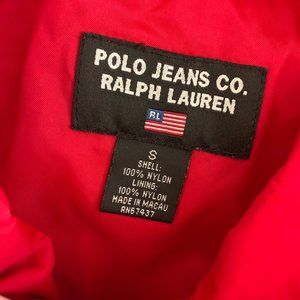 POLO JEANS CO.
RALPH LAUREN
RL
S
SHELL:
100% NYLON
LINING:
100% NYLON
MADE IN MACAU
RN67437